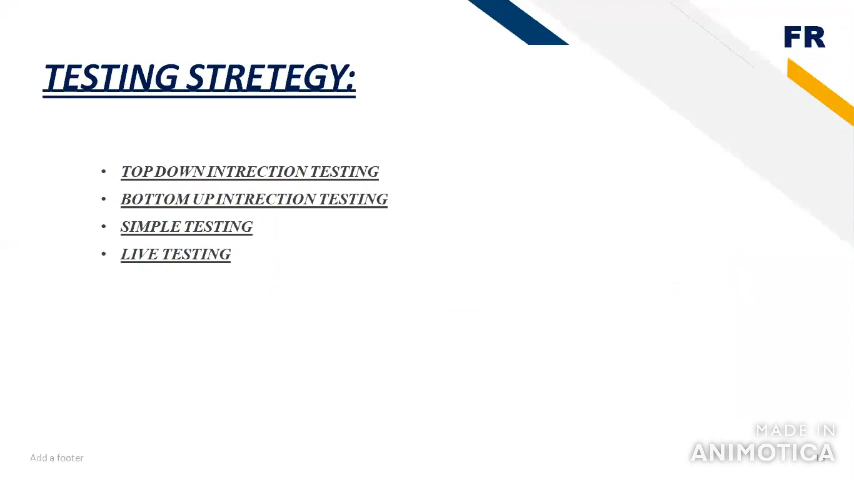 FR
TESTING STRETEGY:
• TOP DOWN INTRECTION TESTING
• BOTTOM UP INTRECTION TESTING
• SIMPLE TESTING
• LIVE TESTING
Add a footer
MADE IN
ANIMOTICA